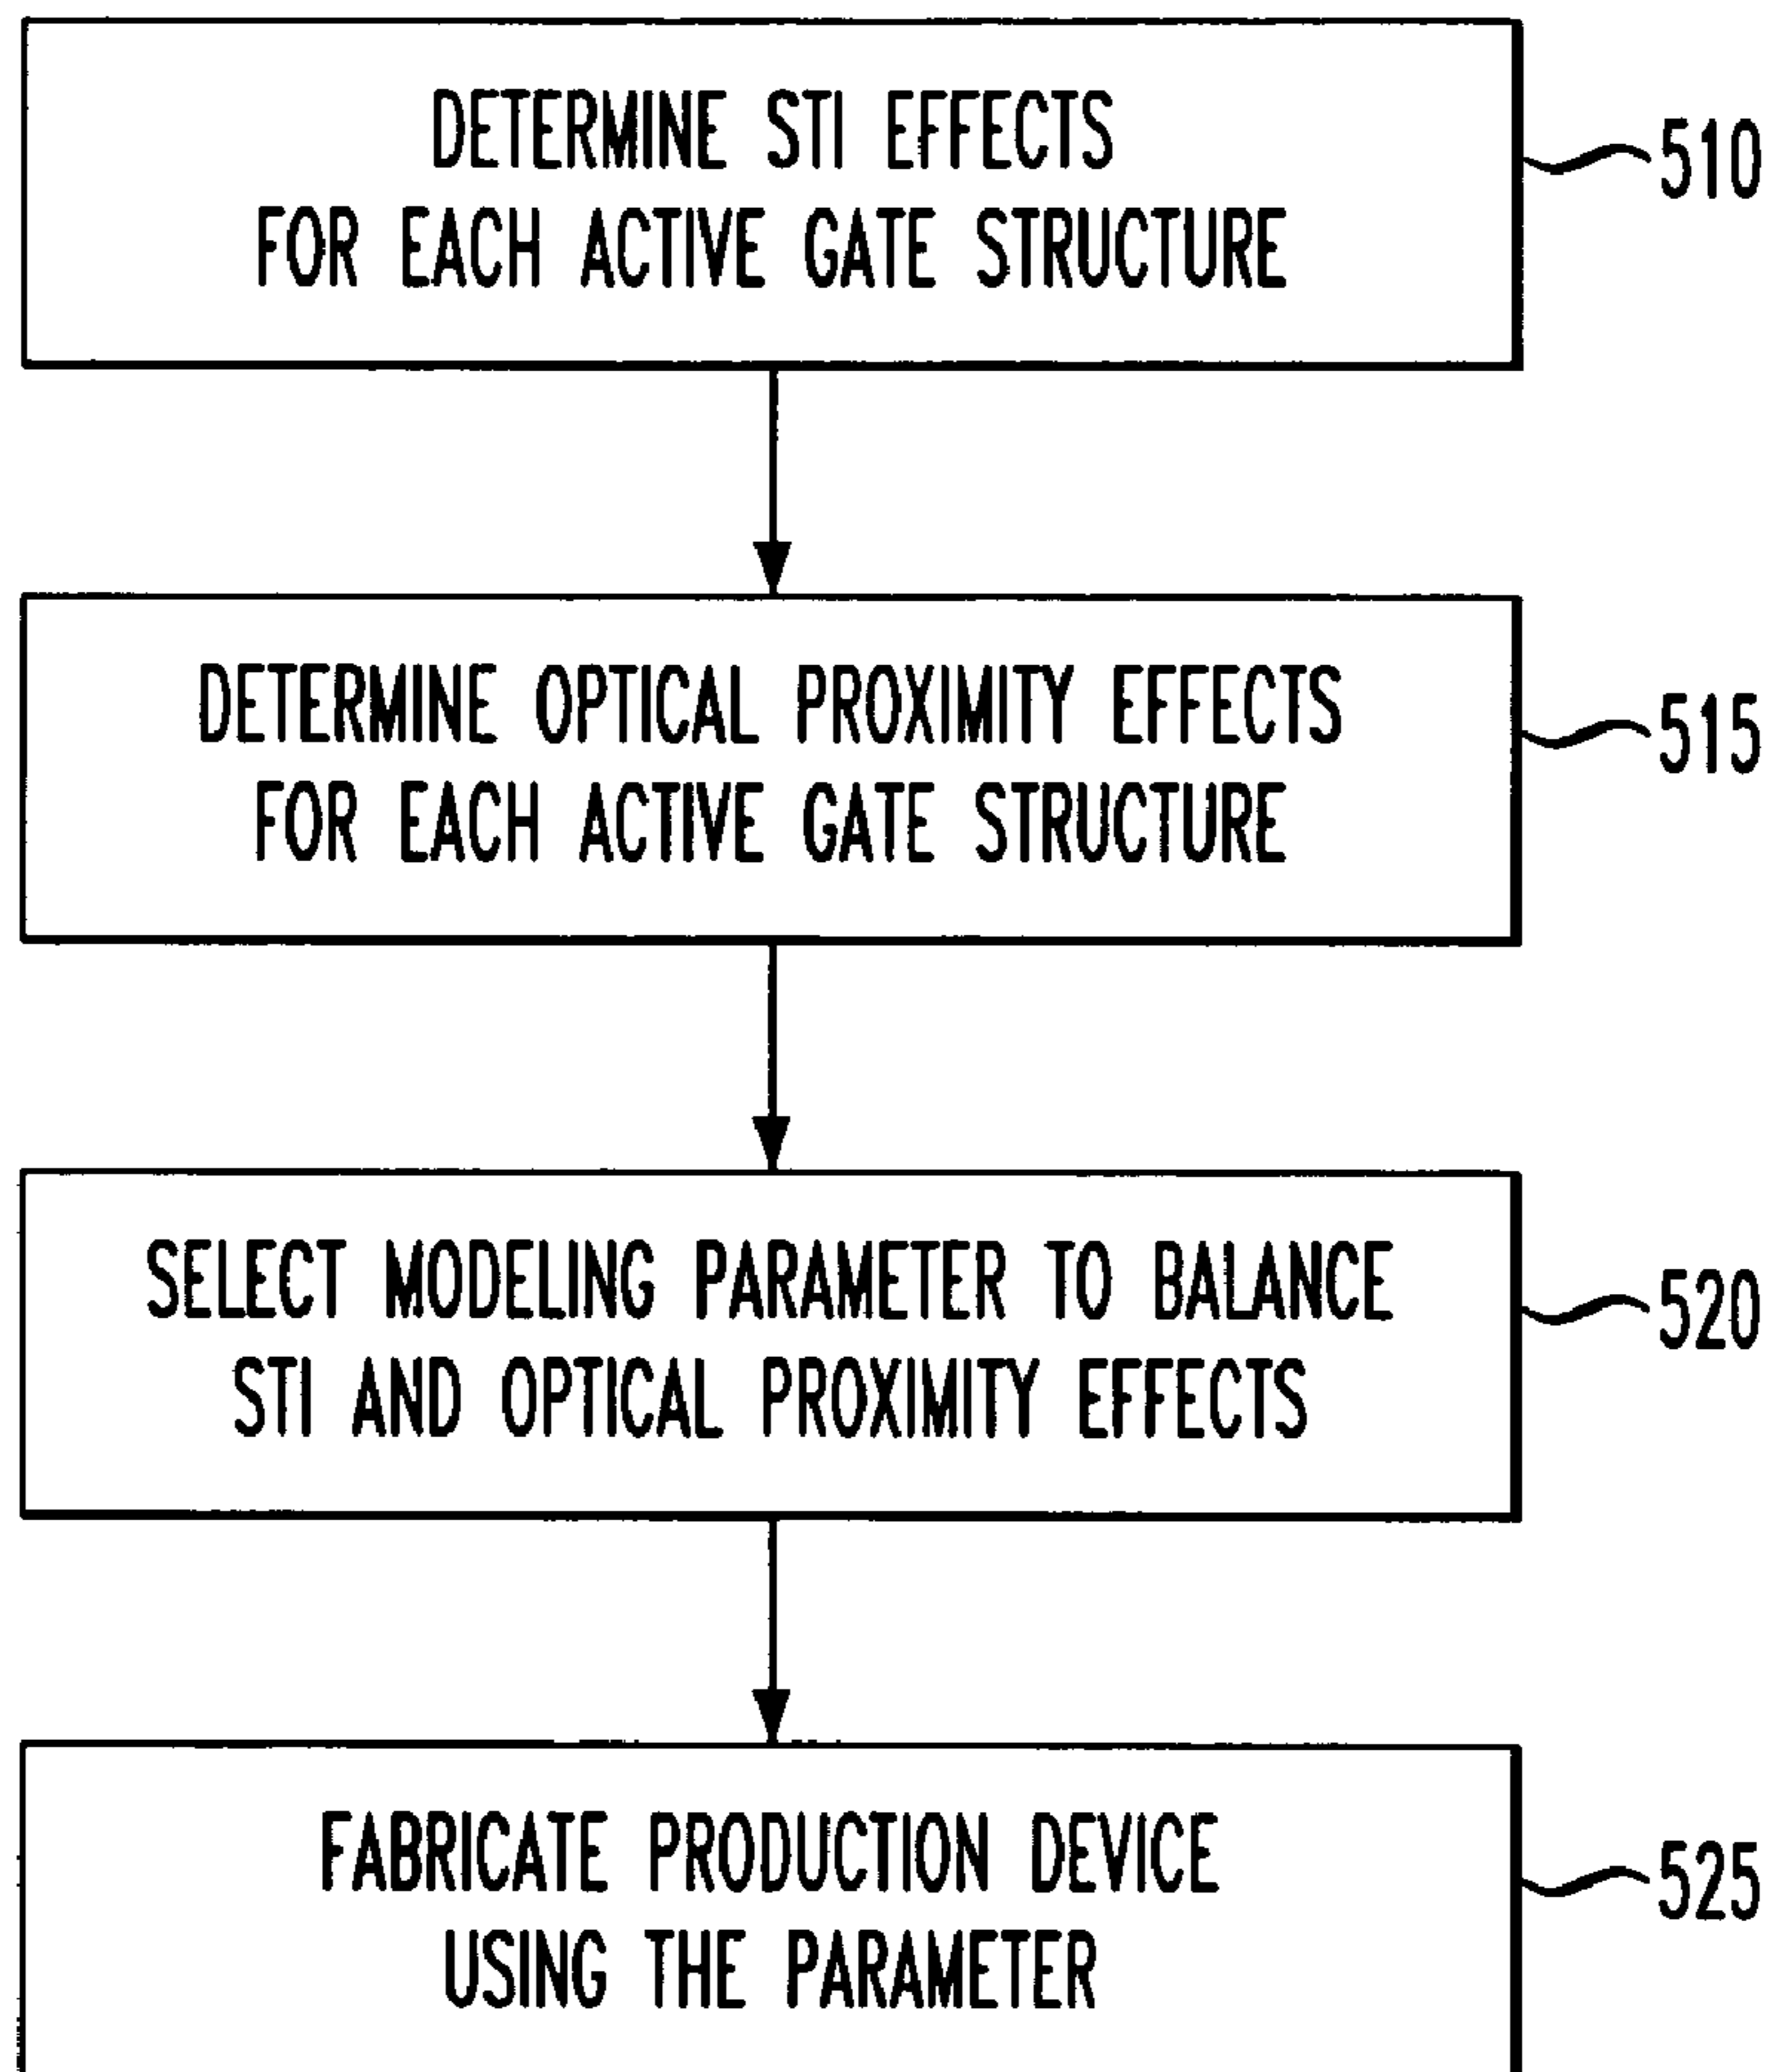 DETERMINE STI EFFECTS
FOR EACH ACTIVE GATE STRUCTURE
510
DETERMINE OPTICAL PROXIMITY EFFECTS
FOR EACH ACTIVE GATE STRUCTURE
515
SELECT MODELING PARAMETER TO BALANCE
STI AND OPTICAL PROXIMITY EFFECTS
520
FABRICATE PRODUCTION DEVICE
USING THE PARAMETER
525